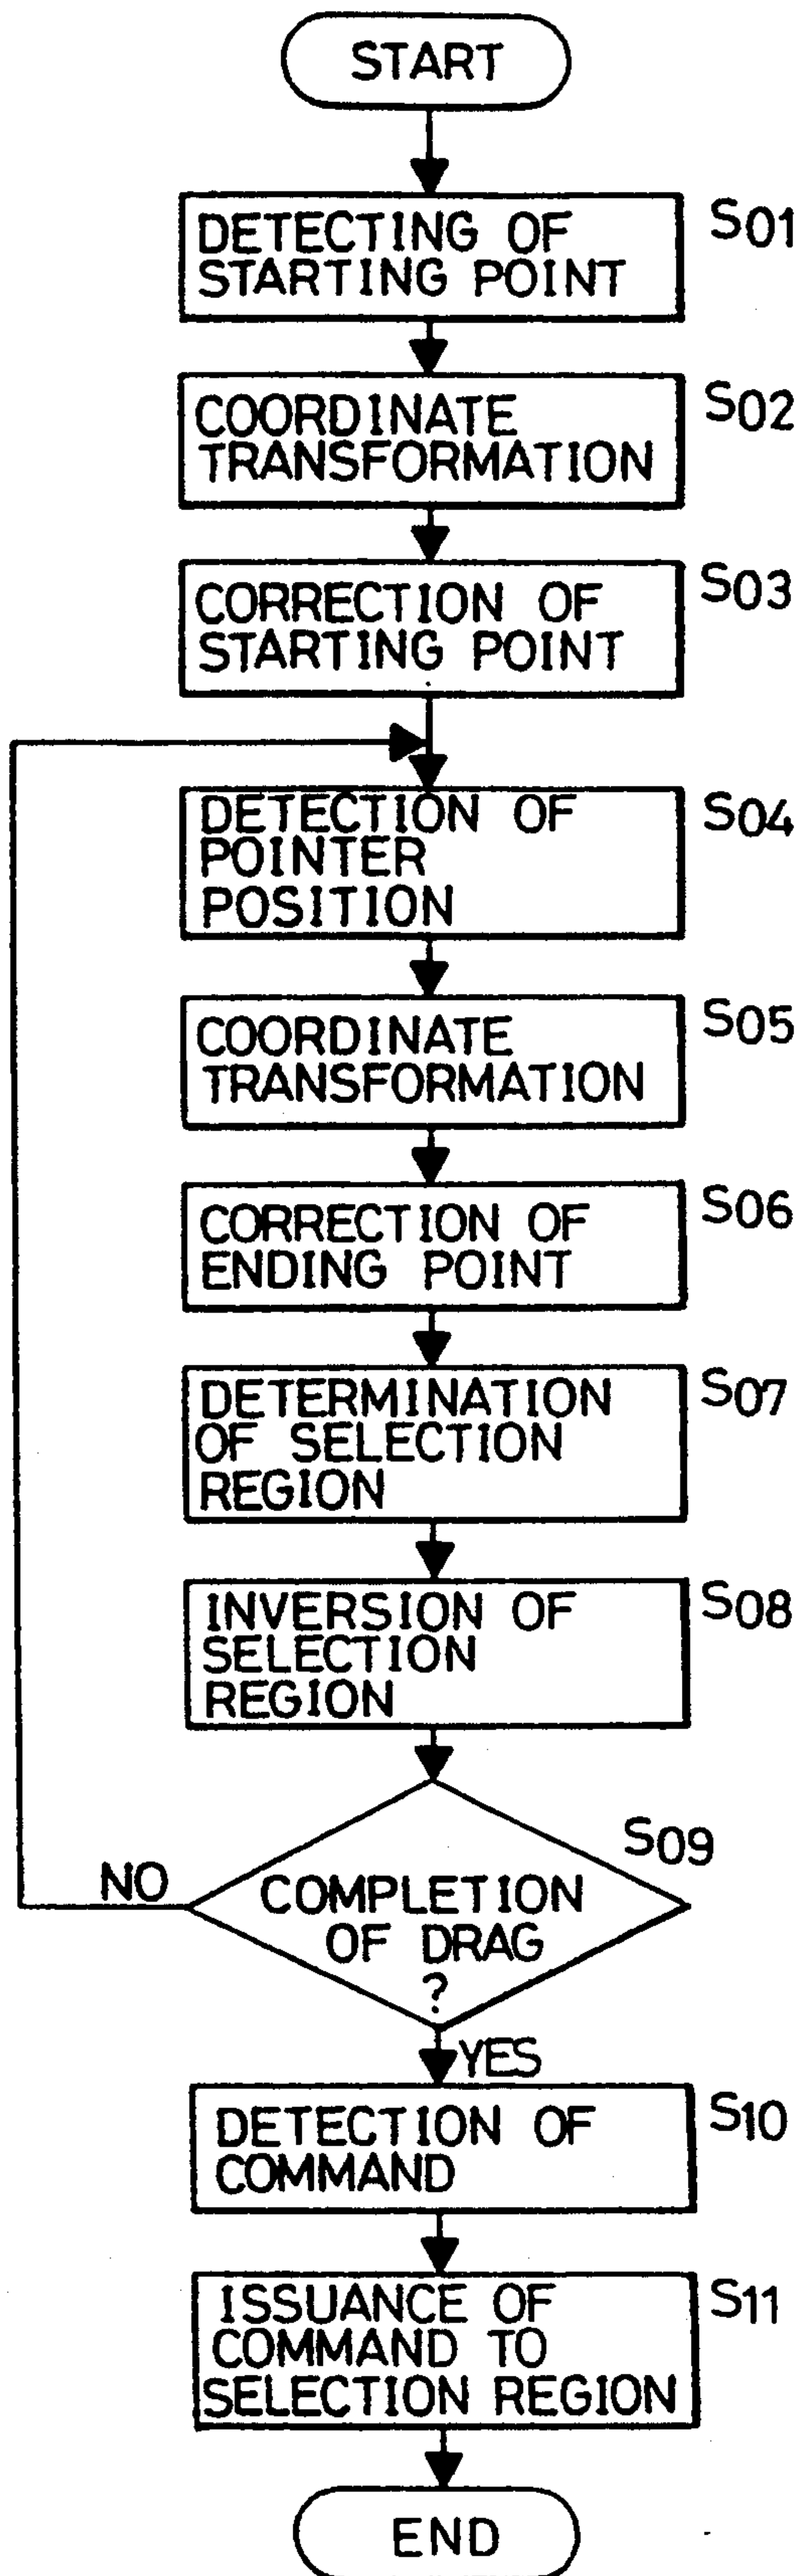 START
DETECTING OF
STARTING POINT
S01
COORDINATE
TRANSFORMATION
S02
CORRECTION OF
STARTING POINT
S03
DETECTION OF
POINTER
POSITION
S04
COORDINATE
TRANSFORMATION
S05
CORRECTION OF
ENDING POINT
S06
DETERMINATION
OF SELECTION
REGION
S07
INVERSION OF
SELECTION
REGION
S08
S09
NO
COMPLETION
OF DRAG
?
YES
DETECTION OF
COMMAND
S10
ISSUANCE OF
COMMAND TO
SELECTION REGION
S11
END